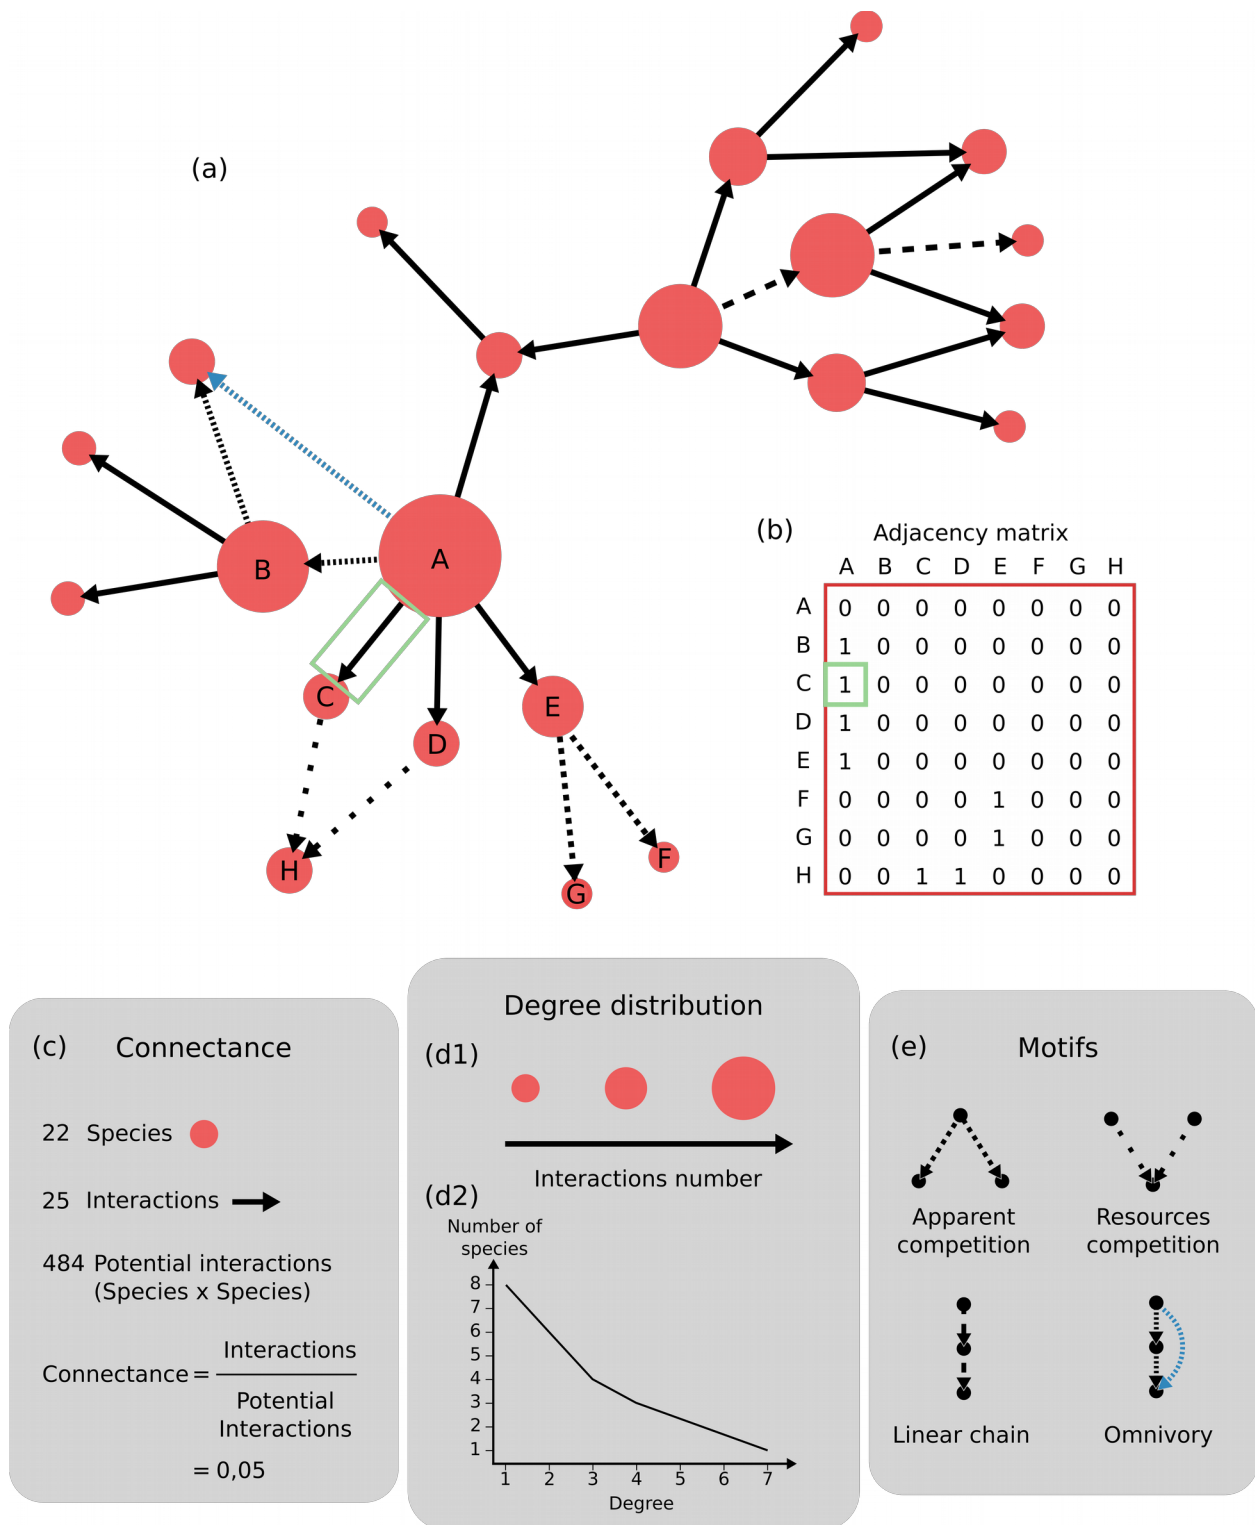 (a)
A
B
C
D
E
H
F
G
(b)
Adjacency matrix
A B C D E F G H
A 0 0 0 0 0 0 0 0
B 1 0 0 0 0 0 0 0
C 1 0 0 0 0 0 0 0
D 1 0 0 0 0 0 0 0
E 1 0 0 0 0 0 0 0
F 0 0 0 0 1 0 0 0
G 0 0 0 0 1 0 0 0
H 0 0 1 1 0 0 0 0
(c) Connectance
22 Species
25 Interactions
484 Potential interactions
(Species x Species)
Connectance = Interactions
Potential
Interactions
= 0,05
Degree distribution
(d1)
Interactions number
(d2)
Number of
species
8
7
6
5
4
3
2
1
1 2 3 4 5 6 7
Degree
(e) Motifs
Apparent
competition
Resources
competition
Linear chain
Omnivory